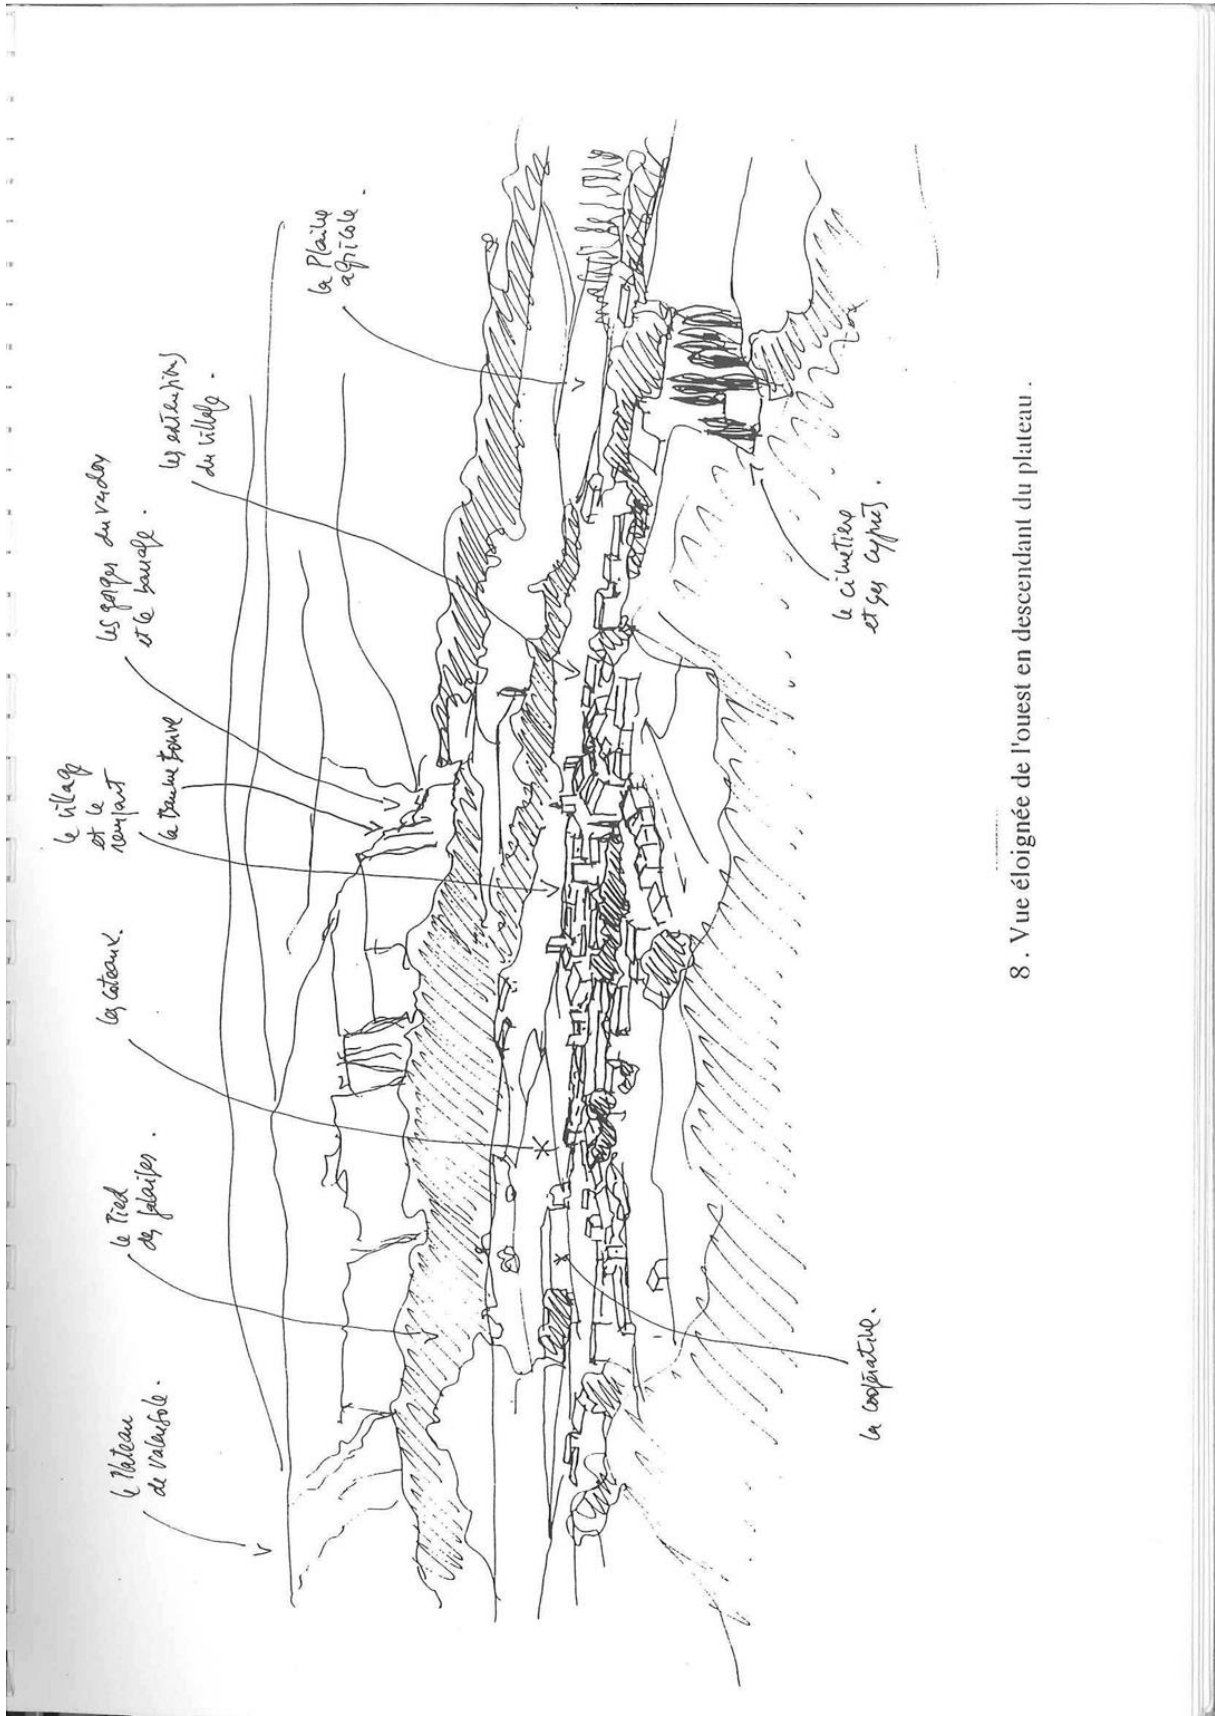 le Plateau
de Valensole.
le Pied
des falaises.
les coteaux.
le village
et le
rempart
la Baume
les gorges du verdon
et le barrage.
les extentions
du village.
la Plaine
agricole.
la coopérative.
le cimetière
et ses cyprès.
8 . Vue éloignée de l'ouest en descendant du plateau .